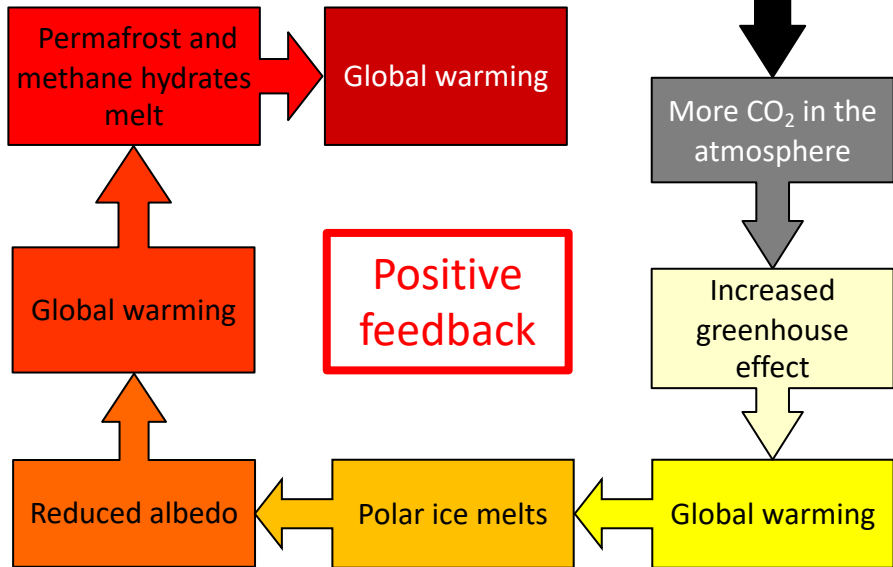 Permafrost and
methane hydrates
melt
Global warming
More CO₂ in the
atmosphere
Global warming
Positive
feedback
Increased
greenhouse
effect
Reduced albedo
Polar ice melts
Global warming